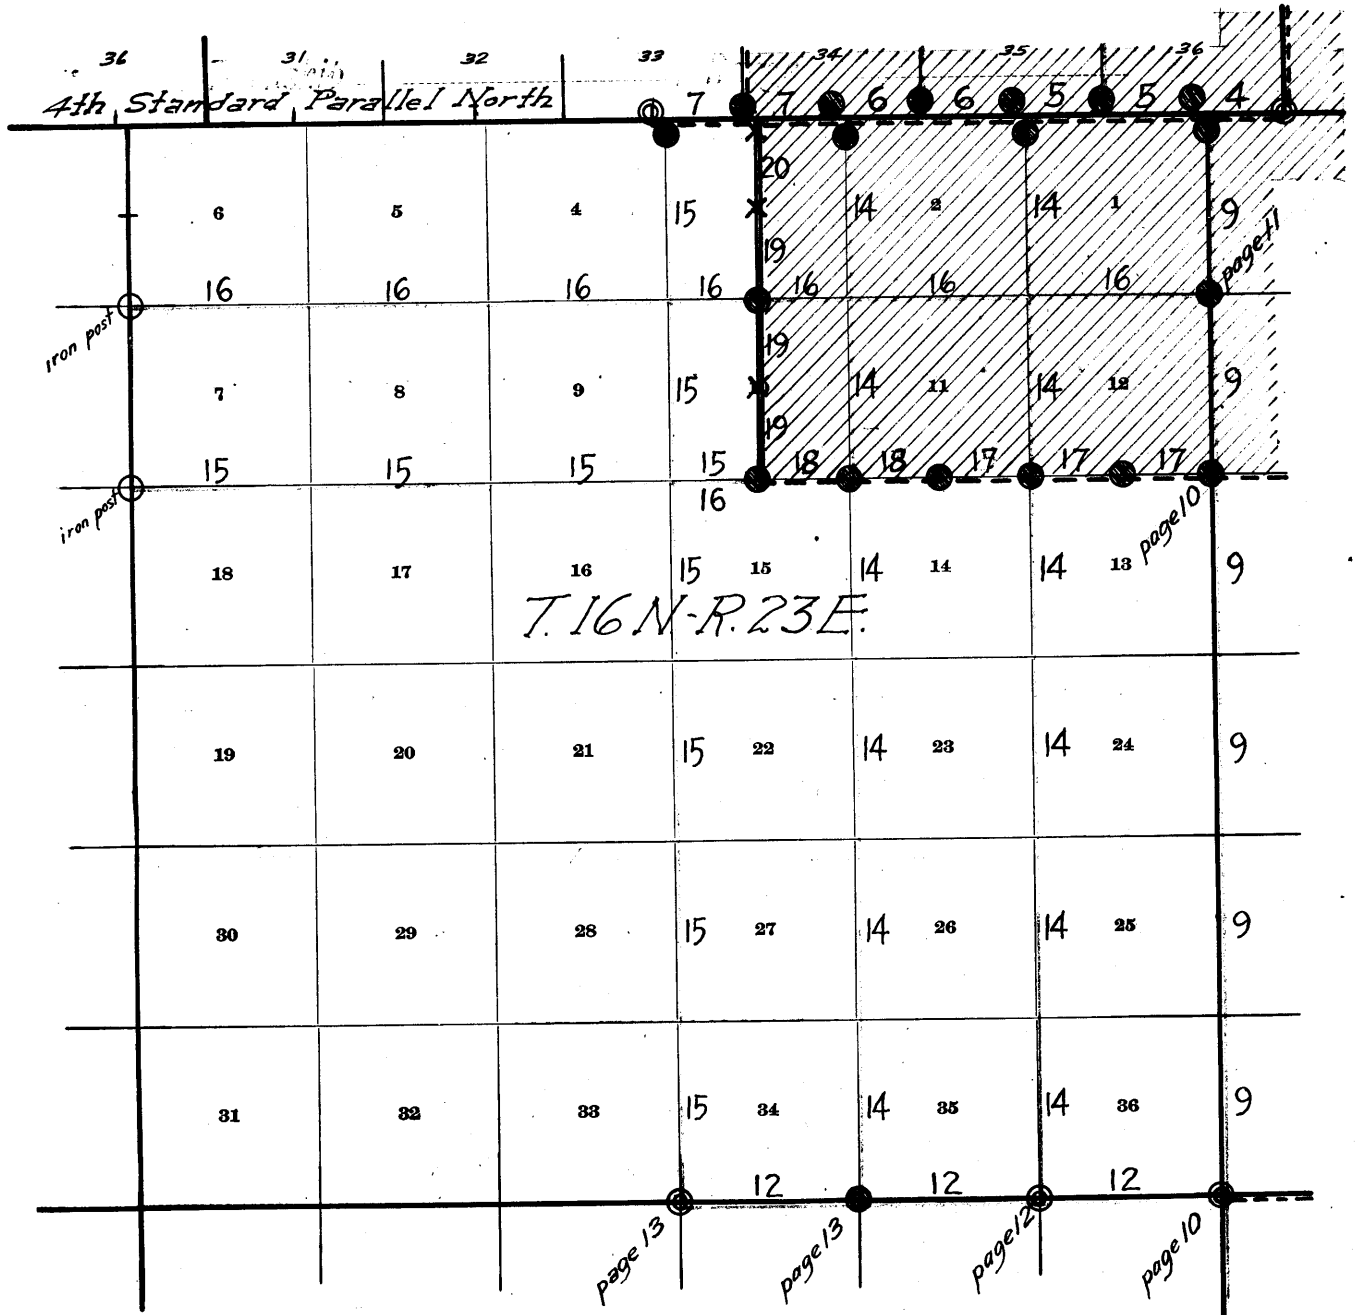 36 31 32 33 34 35 36
4th Standard Parallel North 7 7 6 6 5 5 4
20
6 5 4 15 14 2 14 1 9
19
page 11
16 16 16 16 16 16 16
iron post
19
7 8 9 15 14 11 14 12 9
19
15 15 15 15 18 18 17 17 17
16
iron post
page 10
18 17 16 15 15 14 14 14 13 9
T. 16 N.-R. 23 E.
19 20 21 15 22 14 23 14 24 9
30 29 28 15 27 14 26 14 25 9
31 32 33 15 34 14 35 14 36 9
12 12 12
page 13 page 13 page 12 page 10